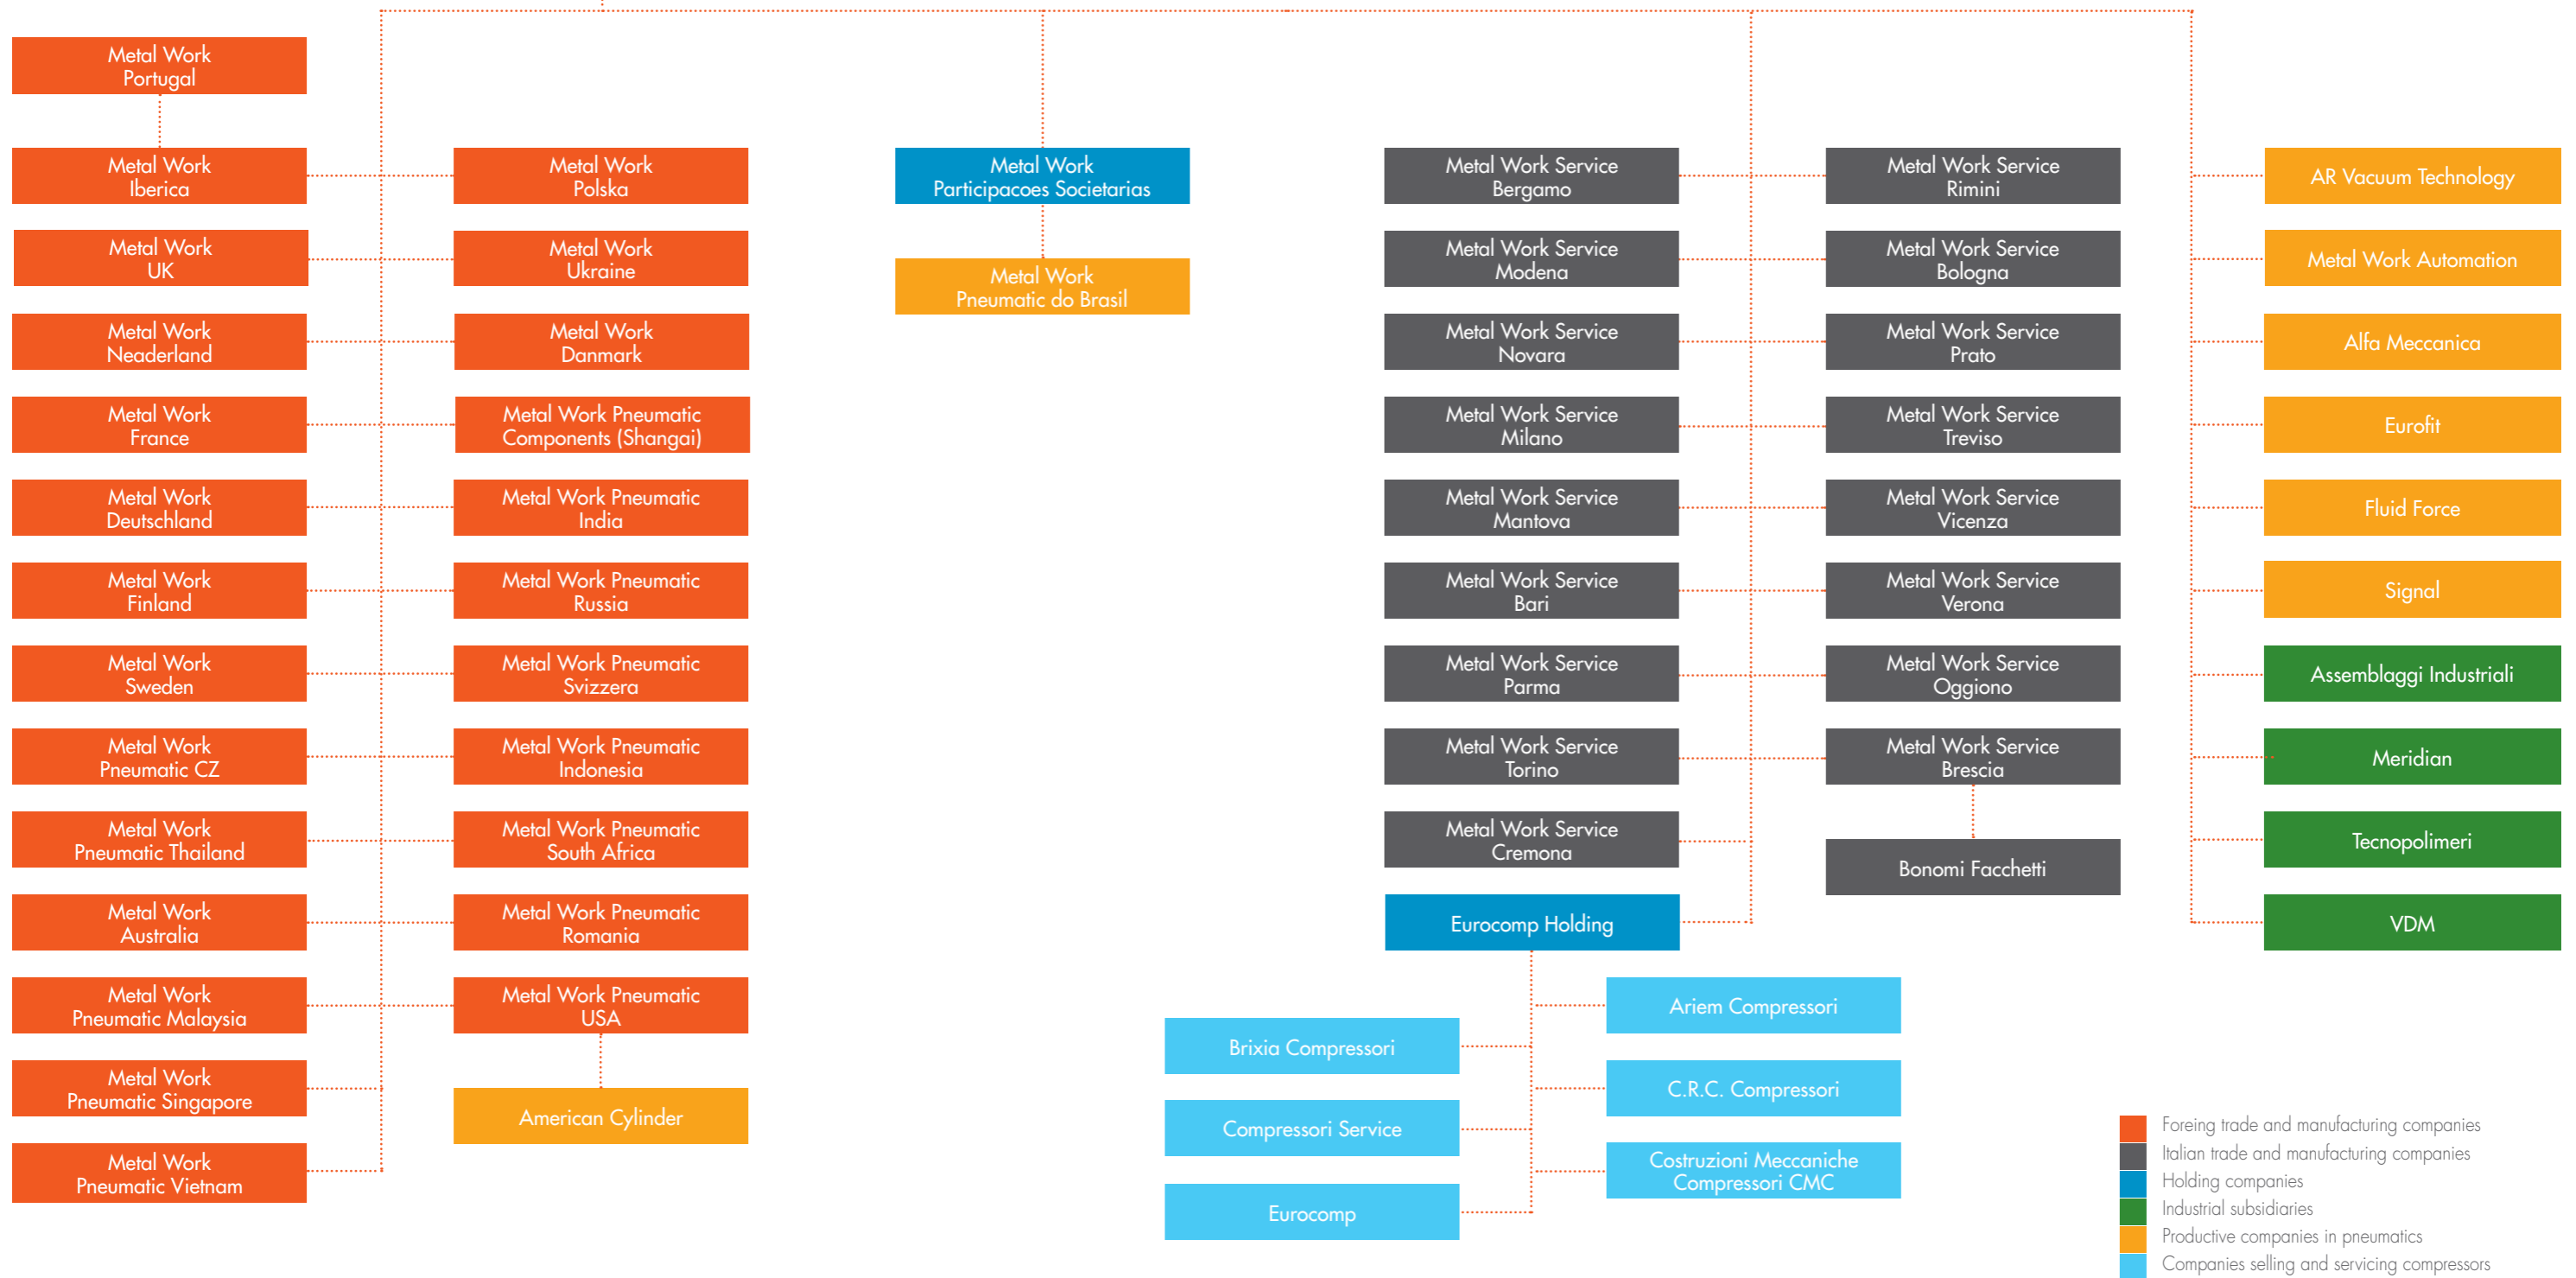 Metal Work
Portugal
Metal Work
Iberica
Metal Work
UK
Metal Work
Neaderland
Metal Work
France
Metal Work
Deutschland
Metal Work
Finland
Metal Work
Sweden
Metal Work
Pneumatic CZ
Metal Work
Pneumatic Thailand
Metal Work
Australia
Metal Work
Pneumatic Malaysia
Metal Work
Pneumatic Singapore
Metal Work
Pneumatic Vietnam
Metal Work
Polska
Metal Work
Ukraine
Metal Work
Danmark
Metal Work Pneumatic
Components (Shangai)
Metal Work Pneumatic
India
Metal Work Pneumatic
Russia
Metal Work Pneumatic
Svizzera
Metal Work Pneumatic
Indonesia
Metal Work Pneumatic
South Africa
Metal Work Pneumatic
Romania
Metal Work Pneumatic
USA
American Cylinder
Metal Work
Participacoes Societarias
Metal Work
Pneumatic do Brasil
Metal Work Service
Bergamo
Metal Work Service
Modena
Metal Work Service
Novara
Metal Work Service
Milano
Metal Work Service
Mantova
Metal Work Service
Bari
Metal Work Service
Parma
Metal Work Service
Torino
Metal Work Service
Cremona
Eurocomp Holding
Metal Work Service
Rimini
Metal Work Service
Bologna
Metal Work Service
Prato
Metal Work Service
Treviso
Metal Work Service
Vicenza
Metal Work Service
Verona
Metal Work Service
Oggiono
Metal Work Service
Brescia
Bonomi Facchetti
Brixia Compressori
Compressori Service
Eurocomp
Ariem Compressori
C.R.C. Compressori
Costruzioni Meccaniche
Compressori CMC
AR Vacuum Technology
Metal Work Automation
Alfa Meccanica
Eurofit
Fluid Force
Signal
Assemblaggi Industriali
Meridian
Tecnopolimeri
VDM
Foreing trade and manufacturing companies
Italian trade and manufacturing companies
Holding companies
Industrial subsidiaries
Productive companies in pneumatics
Companies selling and servicing compressors